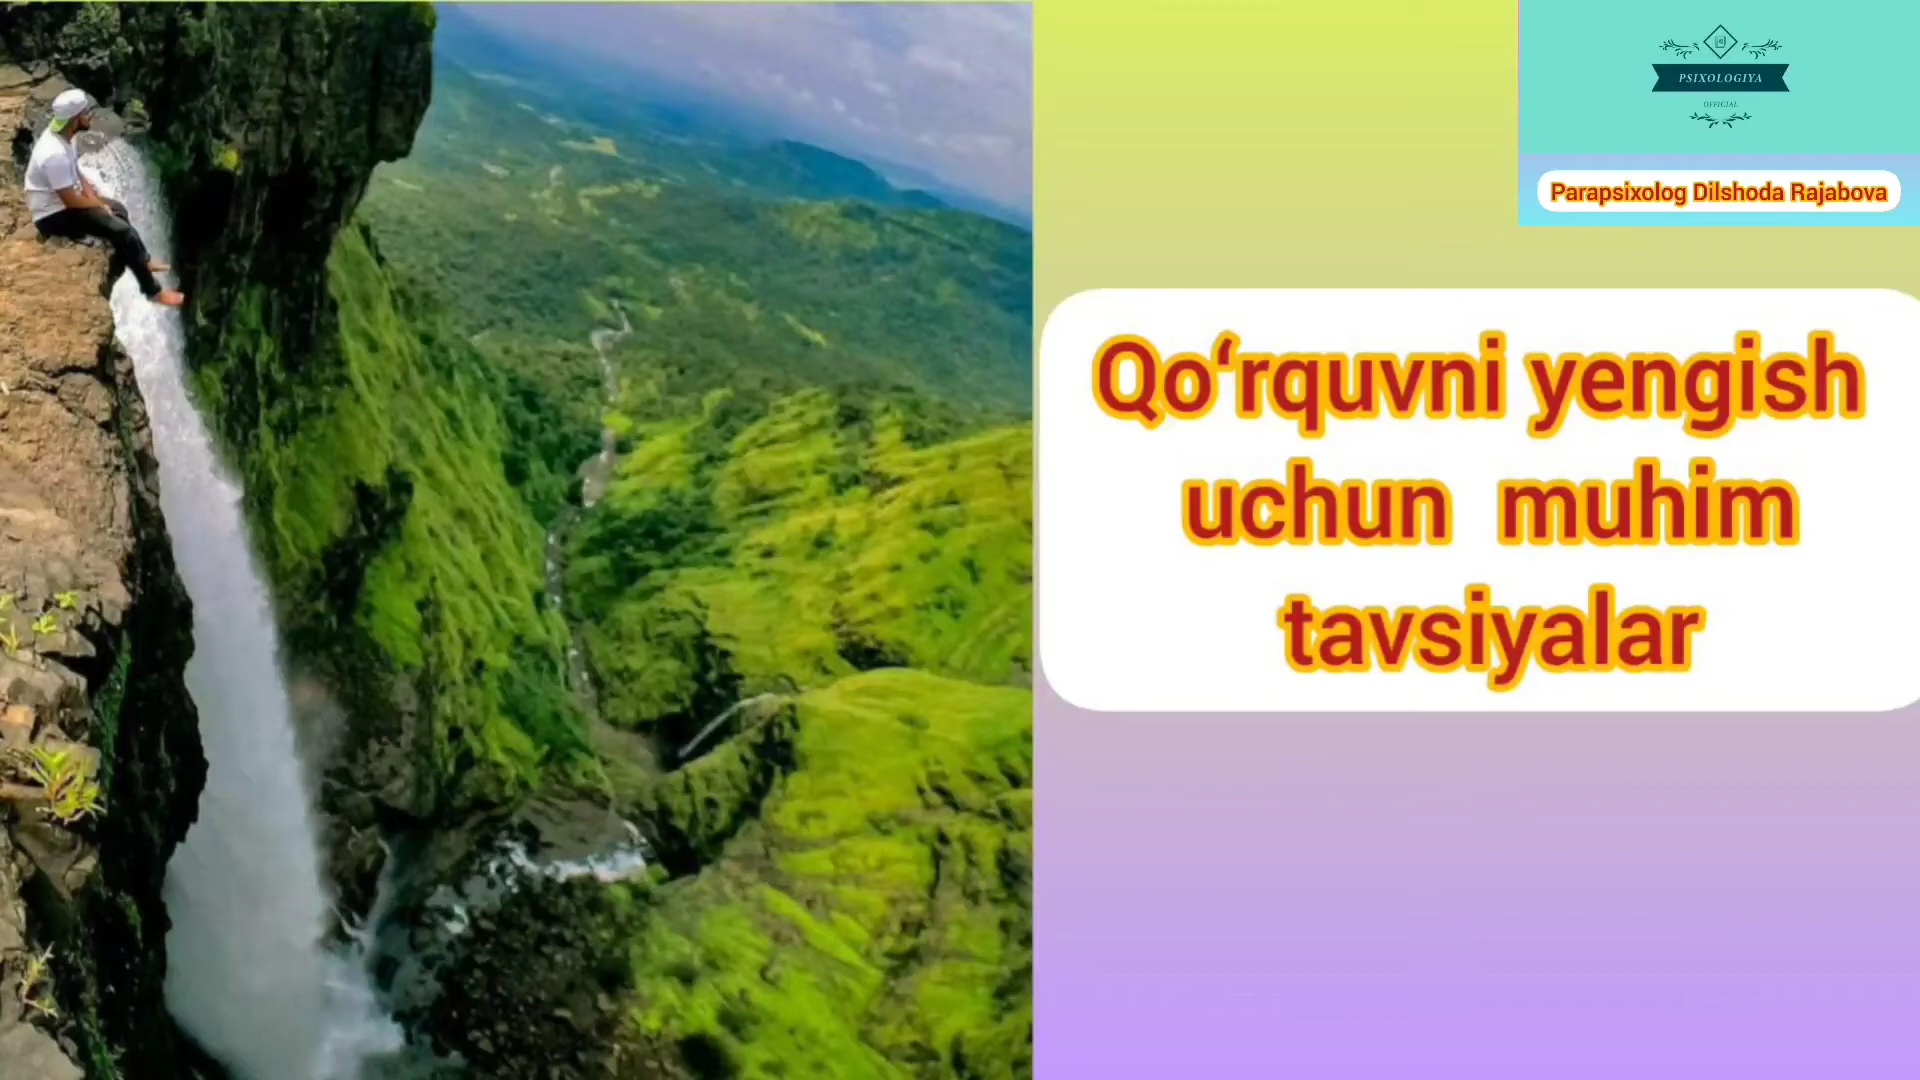 PSIXOLOGIYA
OFFICIAL
Parapsixolog Dilshoda Rajabova
Qo‘rquvni yengish
uchun muhim
tavsiyalar